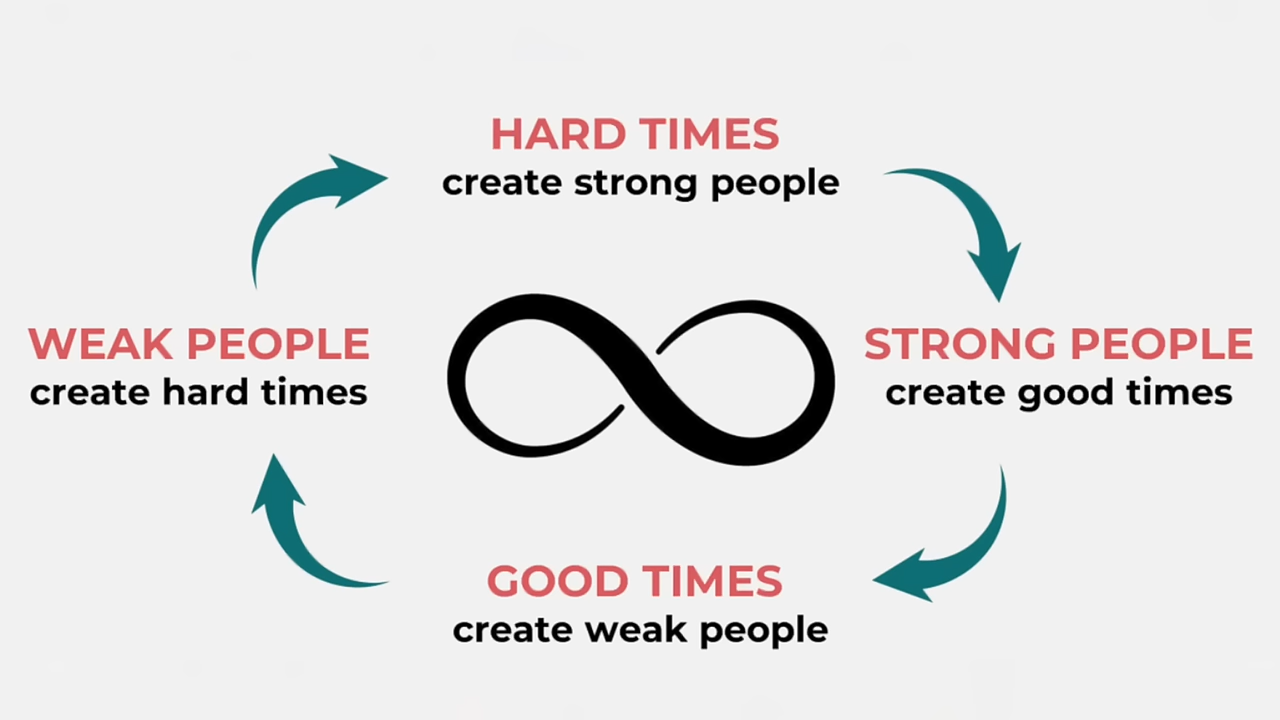 HARD TIMES
create strong people
WEAK PEOPLE
create hard times
STRONG PEOPLE
create good times
GOOD TIMES
create weak people